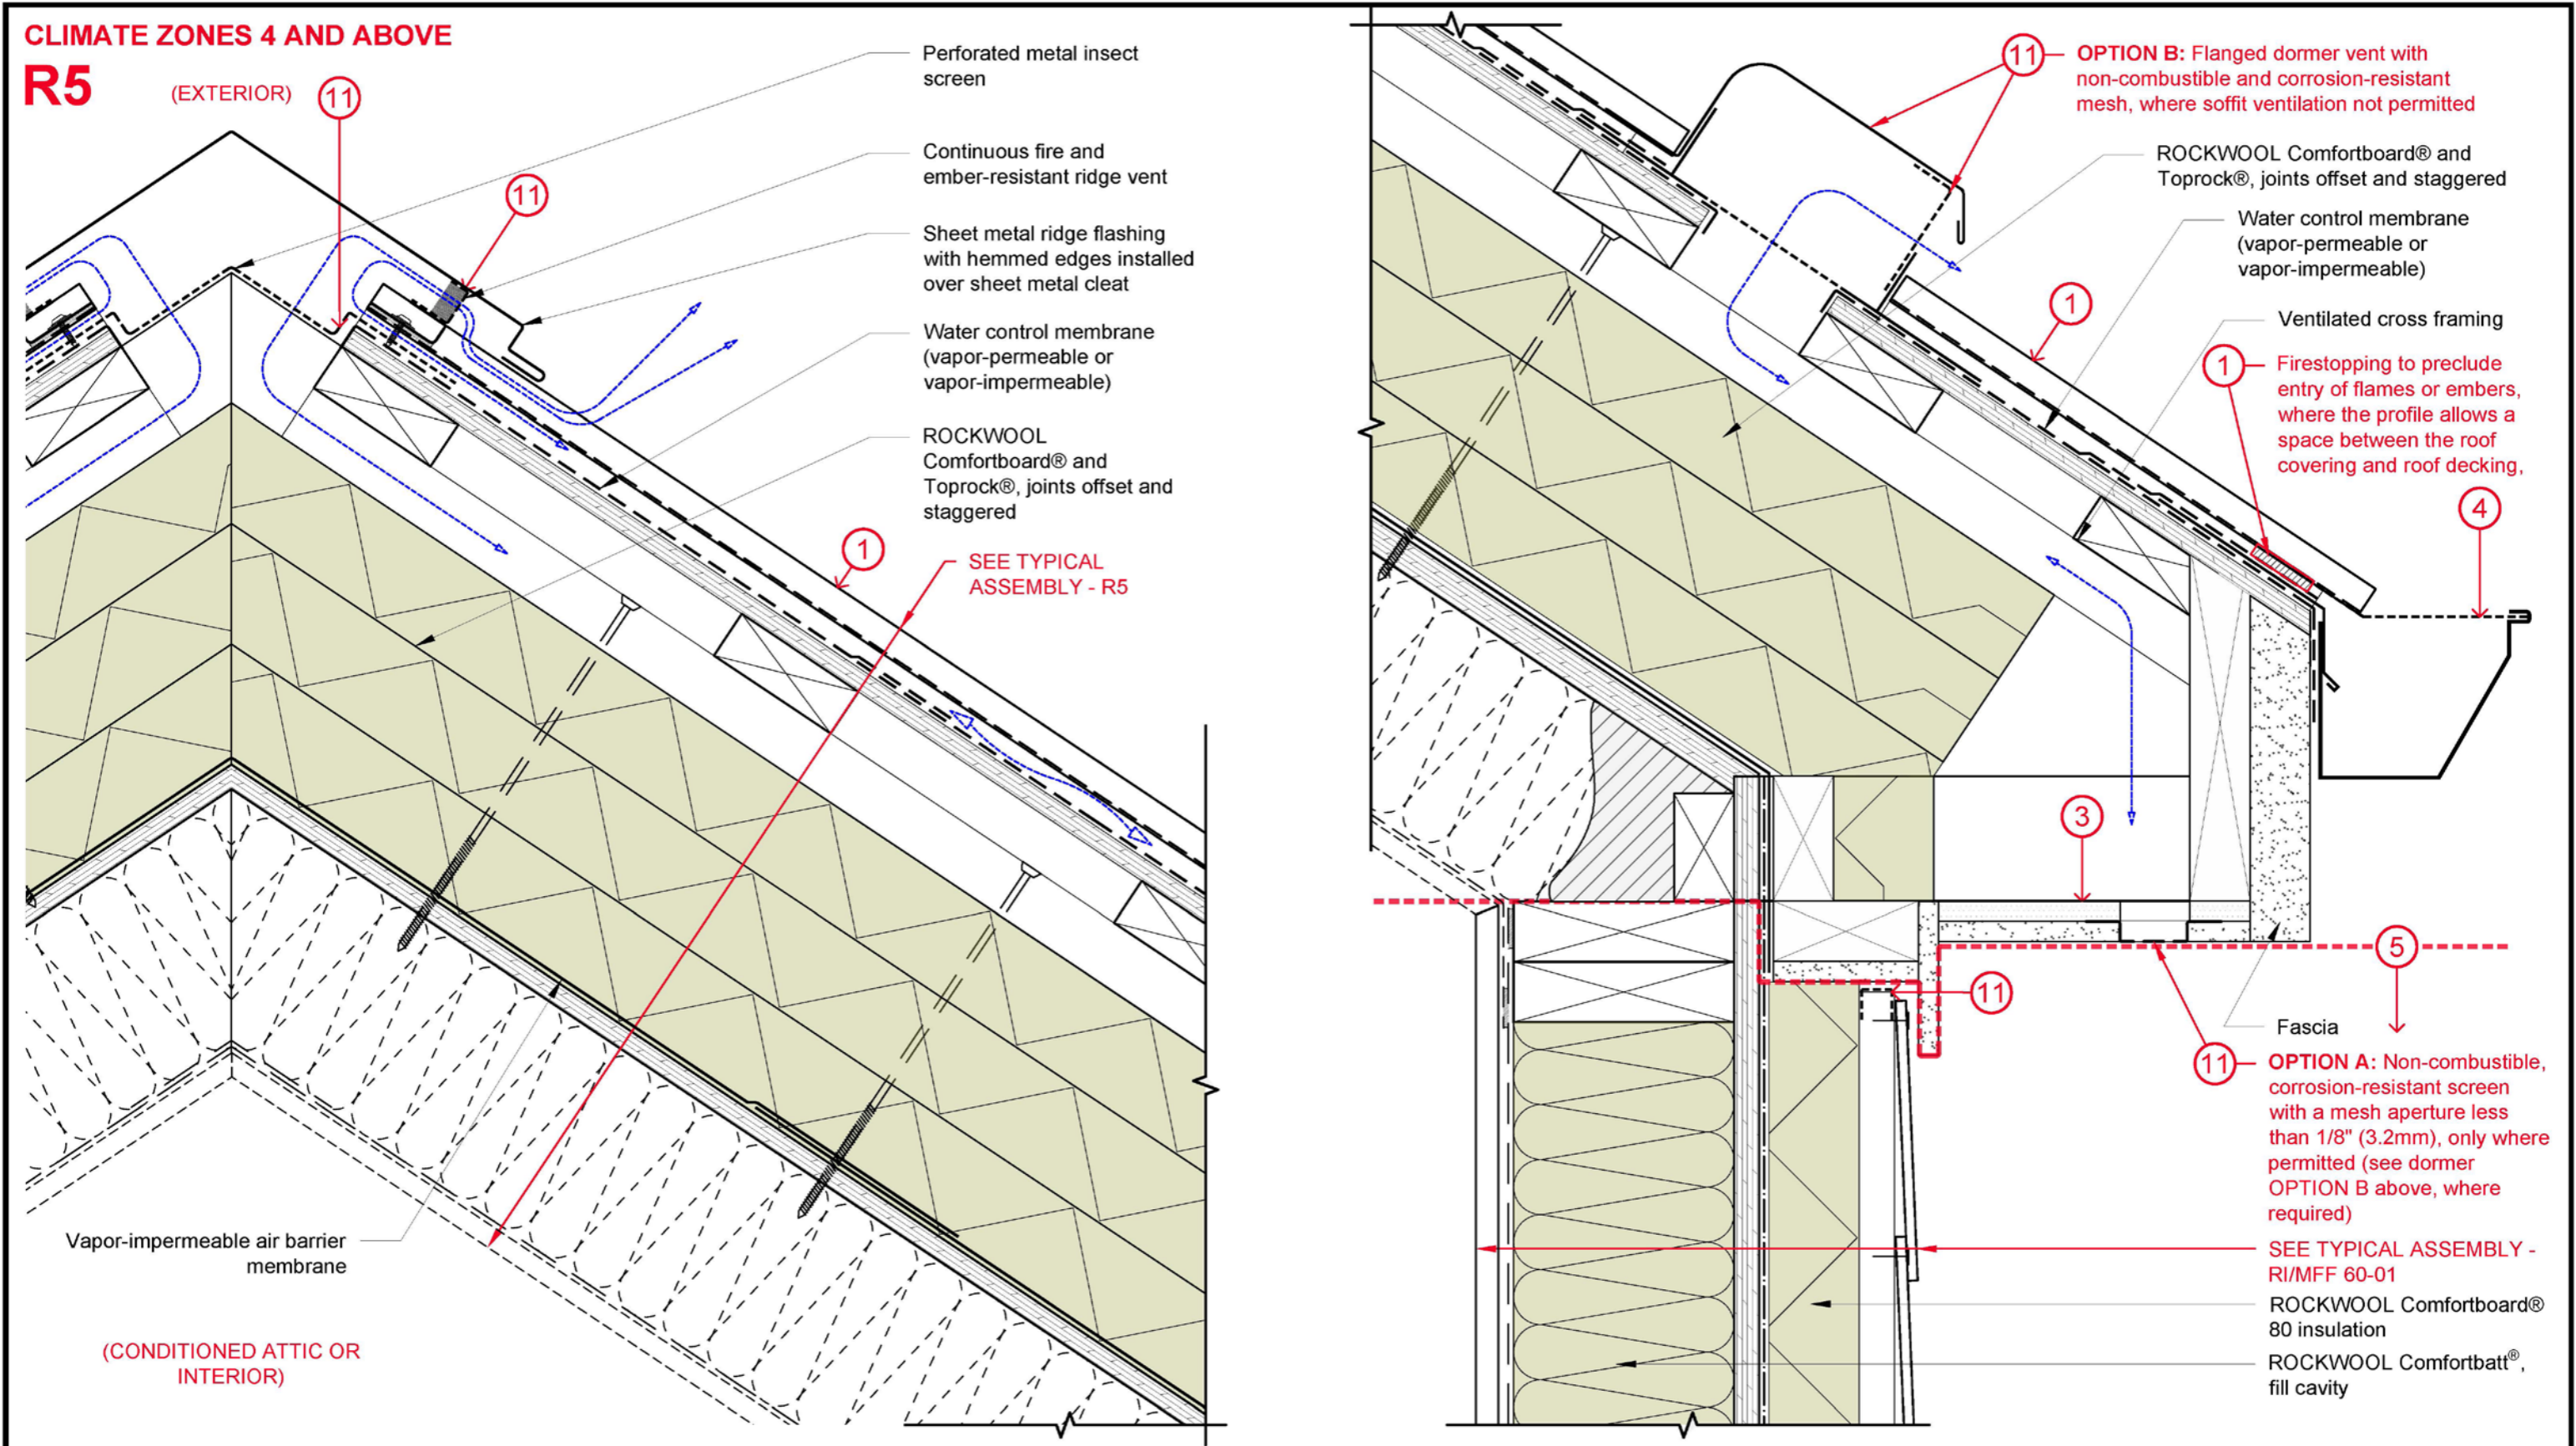 CLIMATE ZONES 4 AND ABOVE
R5
(EXTERIOR)
11
11
Perforated metal insect
screen
Continuous fire and
ember-resistant ridge vent
Sheet metal ridge flashing
with hemmed edges installed
over sheet metal cleat
Water control membrane
(vapor-permeable or
vapor-impermeable)
ROCKWOOL
Comfortboard® and
Toprock®, joints offset and
staggered
1
SEE TYPICAL
ASSEMBLY - R5
Vapor-impermeable air barrier
membrane
(CONDITIONED ATTIC OR
INTERIOR)
11
OPTION B: Flanged dormer vent with
non-combustible and corrosion-resistant
mesh, where soffit ventilation not permitted
ROCKWOOL Comfortboard® and
Toprock®, joints offset and staggered
Water control membrane
(vapor-permeable or
vapor-impermeable)
1
Ventilated cross framing
1
Firestopping to preclude
entry of flames or embers,
where the profile allows a
space between the roof
covering and roof decking,
4
3
5
11
Fascia
11
OPTION A: Non-combustible,
corrosion-resistant screen
with a mesh aperture less
than 1/8" (3.2mm), only where
permitted (see dormer
OPTION B above, where
required)
SEE TYPICAL ASSEMBLY -
RI/MFF 60-01
ROCKWOOL Comfortboard®
80 insulation
ROCKWOOL Comfortbatt®,
fill cavity